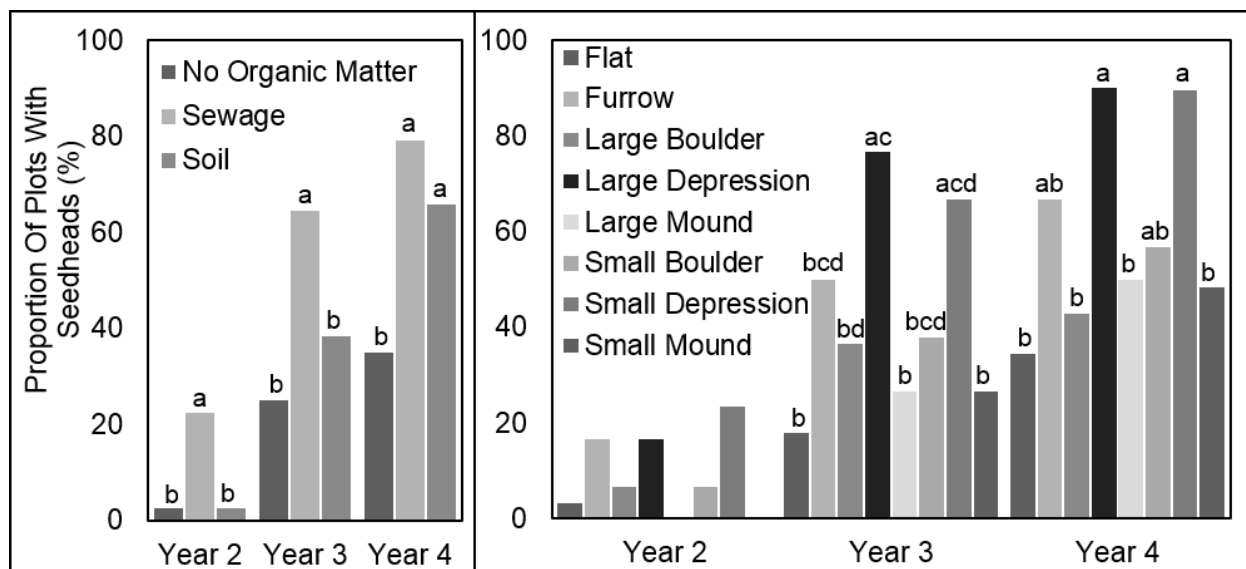 Proportion Of Plots With
Seedheads (%)
100
80
60
40
20
0
No Organic Matter
Sewage
Soil
b
a
b
b
a
b
b
a
a
Year 2
Year 3
Year 4
100
80
60
40
20
0
Flat
Furrow
Large Boulder
Large Depression
Large Mound
Small Boulder
Small Depression
Small Mound
b
bcd
bd
ac
b
bcd
acd
b
b
ab
b
a
b
ab
a
b
Year 2
Year 3
Year 4